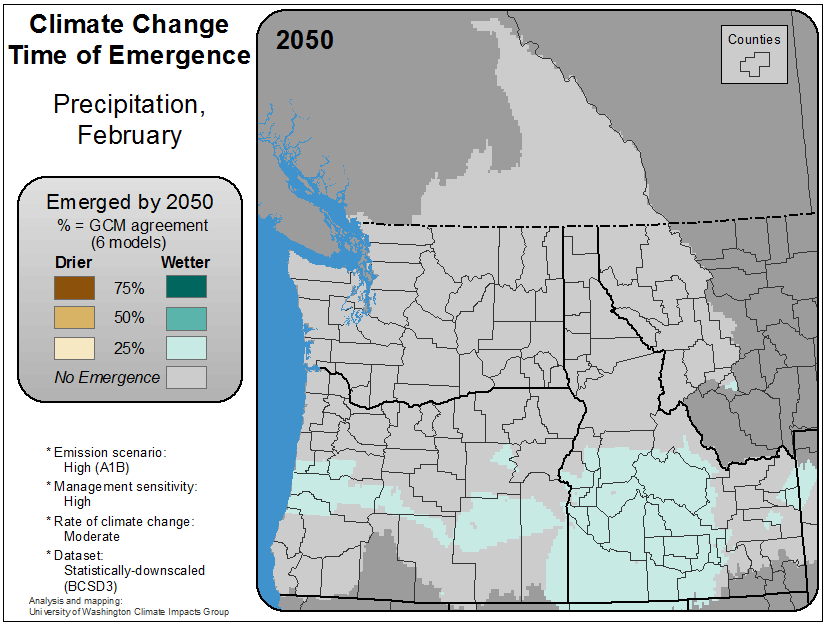 Climate Change
Time of Emergence
Precipitation,
February
Emerged by 2050
% = GCM agreement
(6 models)
Drier Wetter
75%
50%
25%
No Emergence
* Emission scenario:
High (A1B)
* Management sensitivity:
High
* Rate of climate change:
Moderate
* Dataset:
Statistically-downscaled
(BCSD3)
Analysis and mapping:
University of Washington Climate Impacts Group
2050
Counties